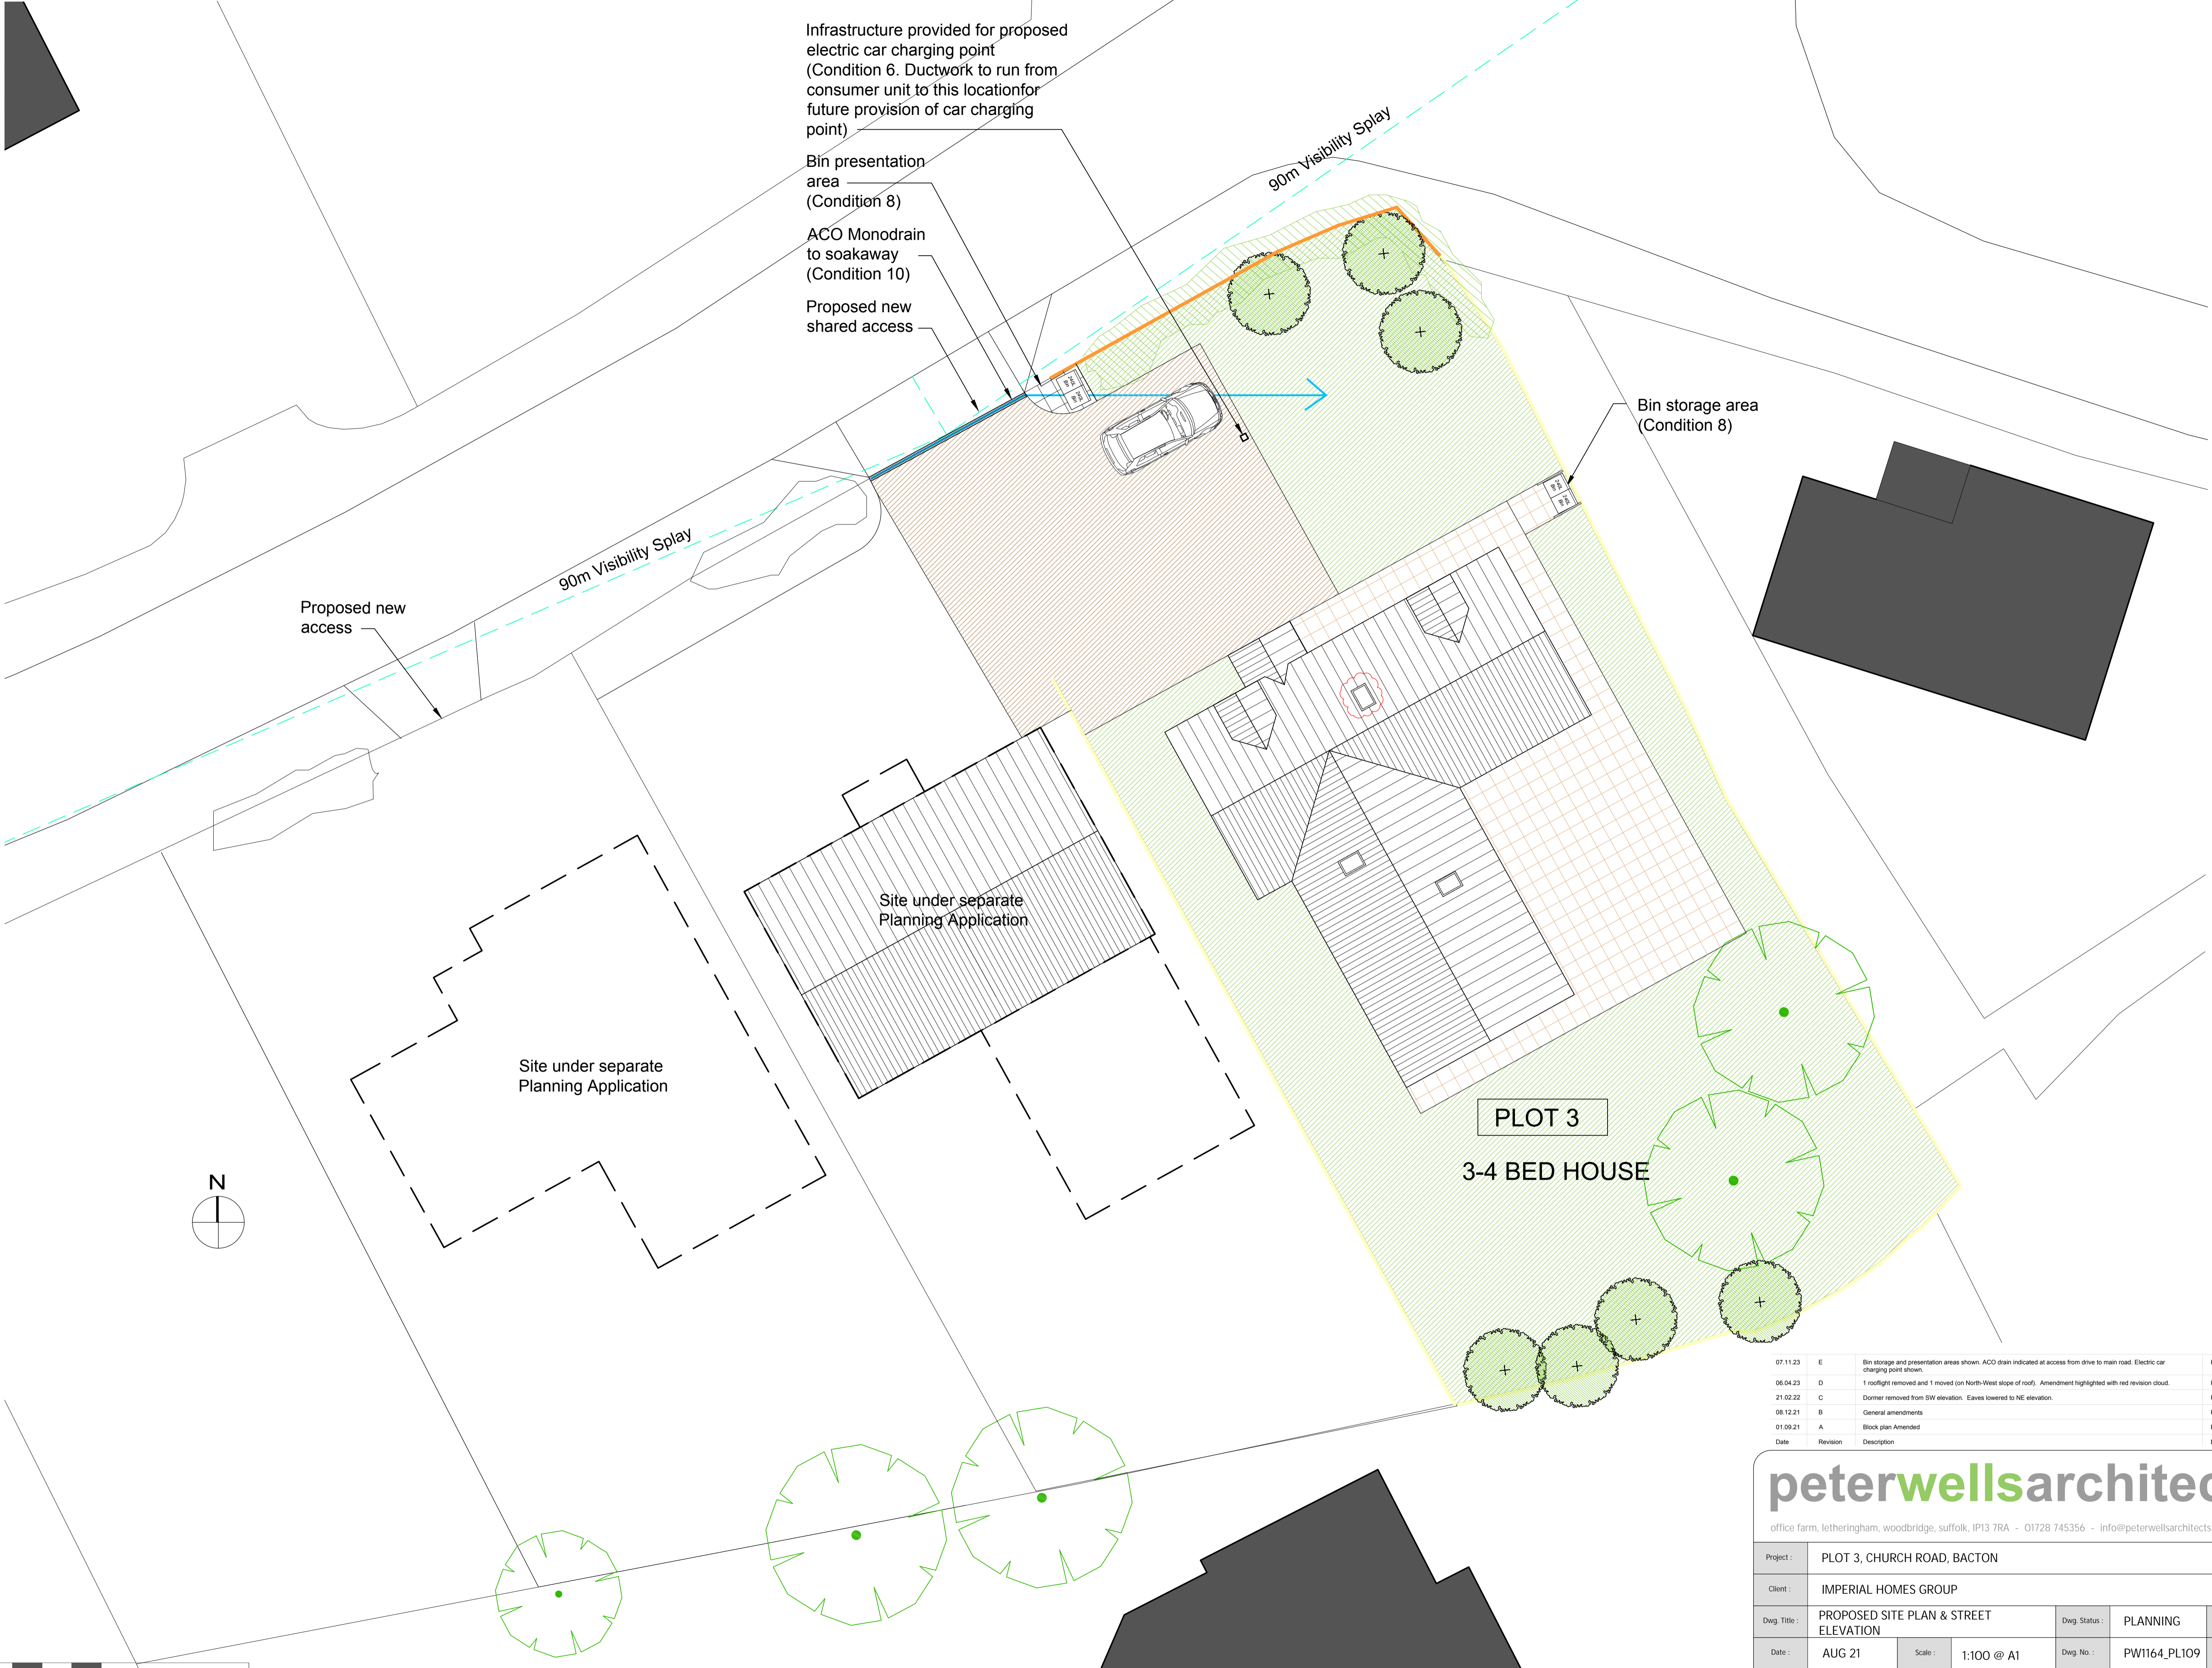 Infrastructure provided for proposed
electric car charging point
(Condition 6. Ductwork to run from
consumer unit to this locationfor
future provision of car charging
point)
Bin presentation
area
(Condition 8)
ACO Monodrain
to soakaway
(Condition 10)
Proposed new
shared access
90m Visibility Splay
240L
Bin
240L
Bin
Bin storage area
(Condition 8)
240L
Bin
240L
Bin
90m Visibility Splay
Proposed new
access
Site under separate
Planning Application
Site under separate
Planning Application
PLOT 3
3-4 BED HOUSE
N
07.11.23 E Bin storage and presentation areas shown. ACO drain indicated at access from drive to main road. Electric car
charging point shown.
06.04.23 D 1 rooflight removed and 1 moved (on North-West slope of roof). Amendment highlighted with red revision cloud.
21.02.22 C Dormer removed from SW elevation. Eaves lowered to NE elevation.
08.12.21 B General amendments
01.09.21 A Block plan Amended
Date Revision Description
peterwellsarchitec
office farm, letheringham, woodbridge, suffolk, IP13 7RA - 01728 745356 - info@peterwellsarchitects
Project : PLOT 3, CHURCH ROAD, BACTON
Client : IMPERIAL HOMES GROUP
Dwg. Title : PROPOSED SITE PLAN & STREET
ELEVATION
Dwg. Status : PLANNING
Date : AUG 21 Scale : 1:100 @ A1 Dwg. No. : PW1164_PL109